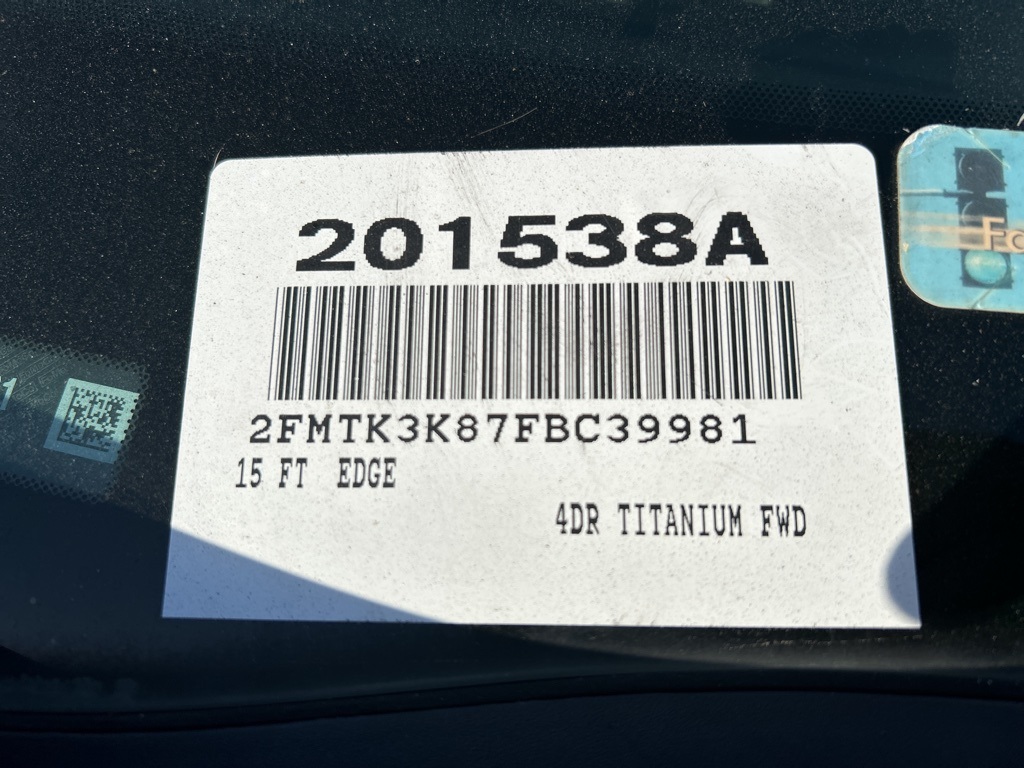 201538A
2FMTK3K87FBC39981
15 FT EDGE
4DR TITANIUM FWD